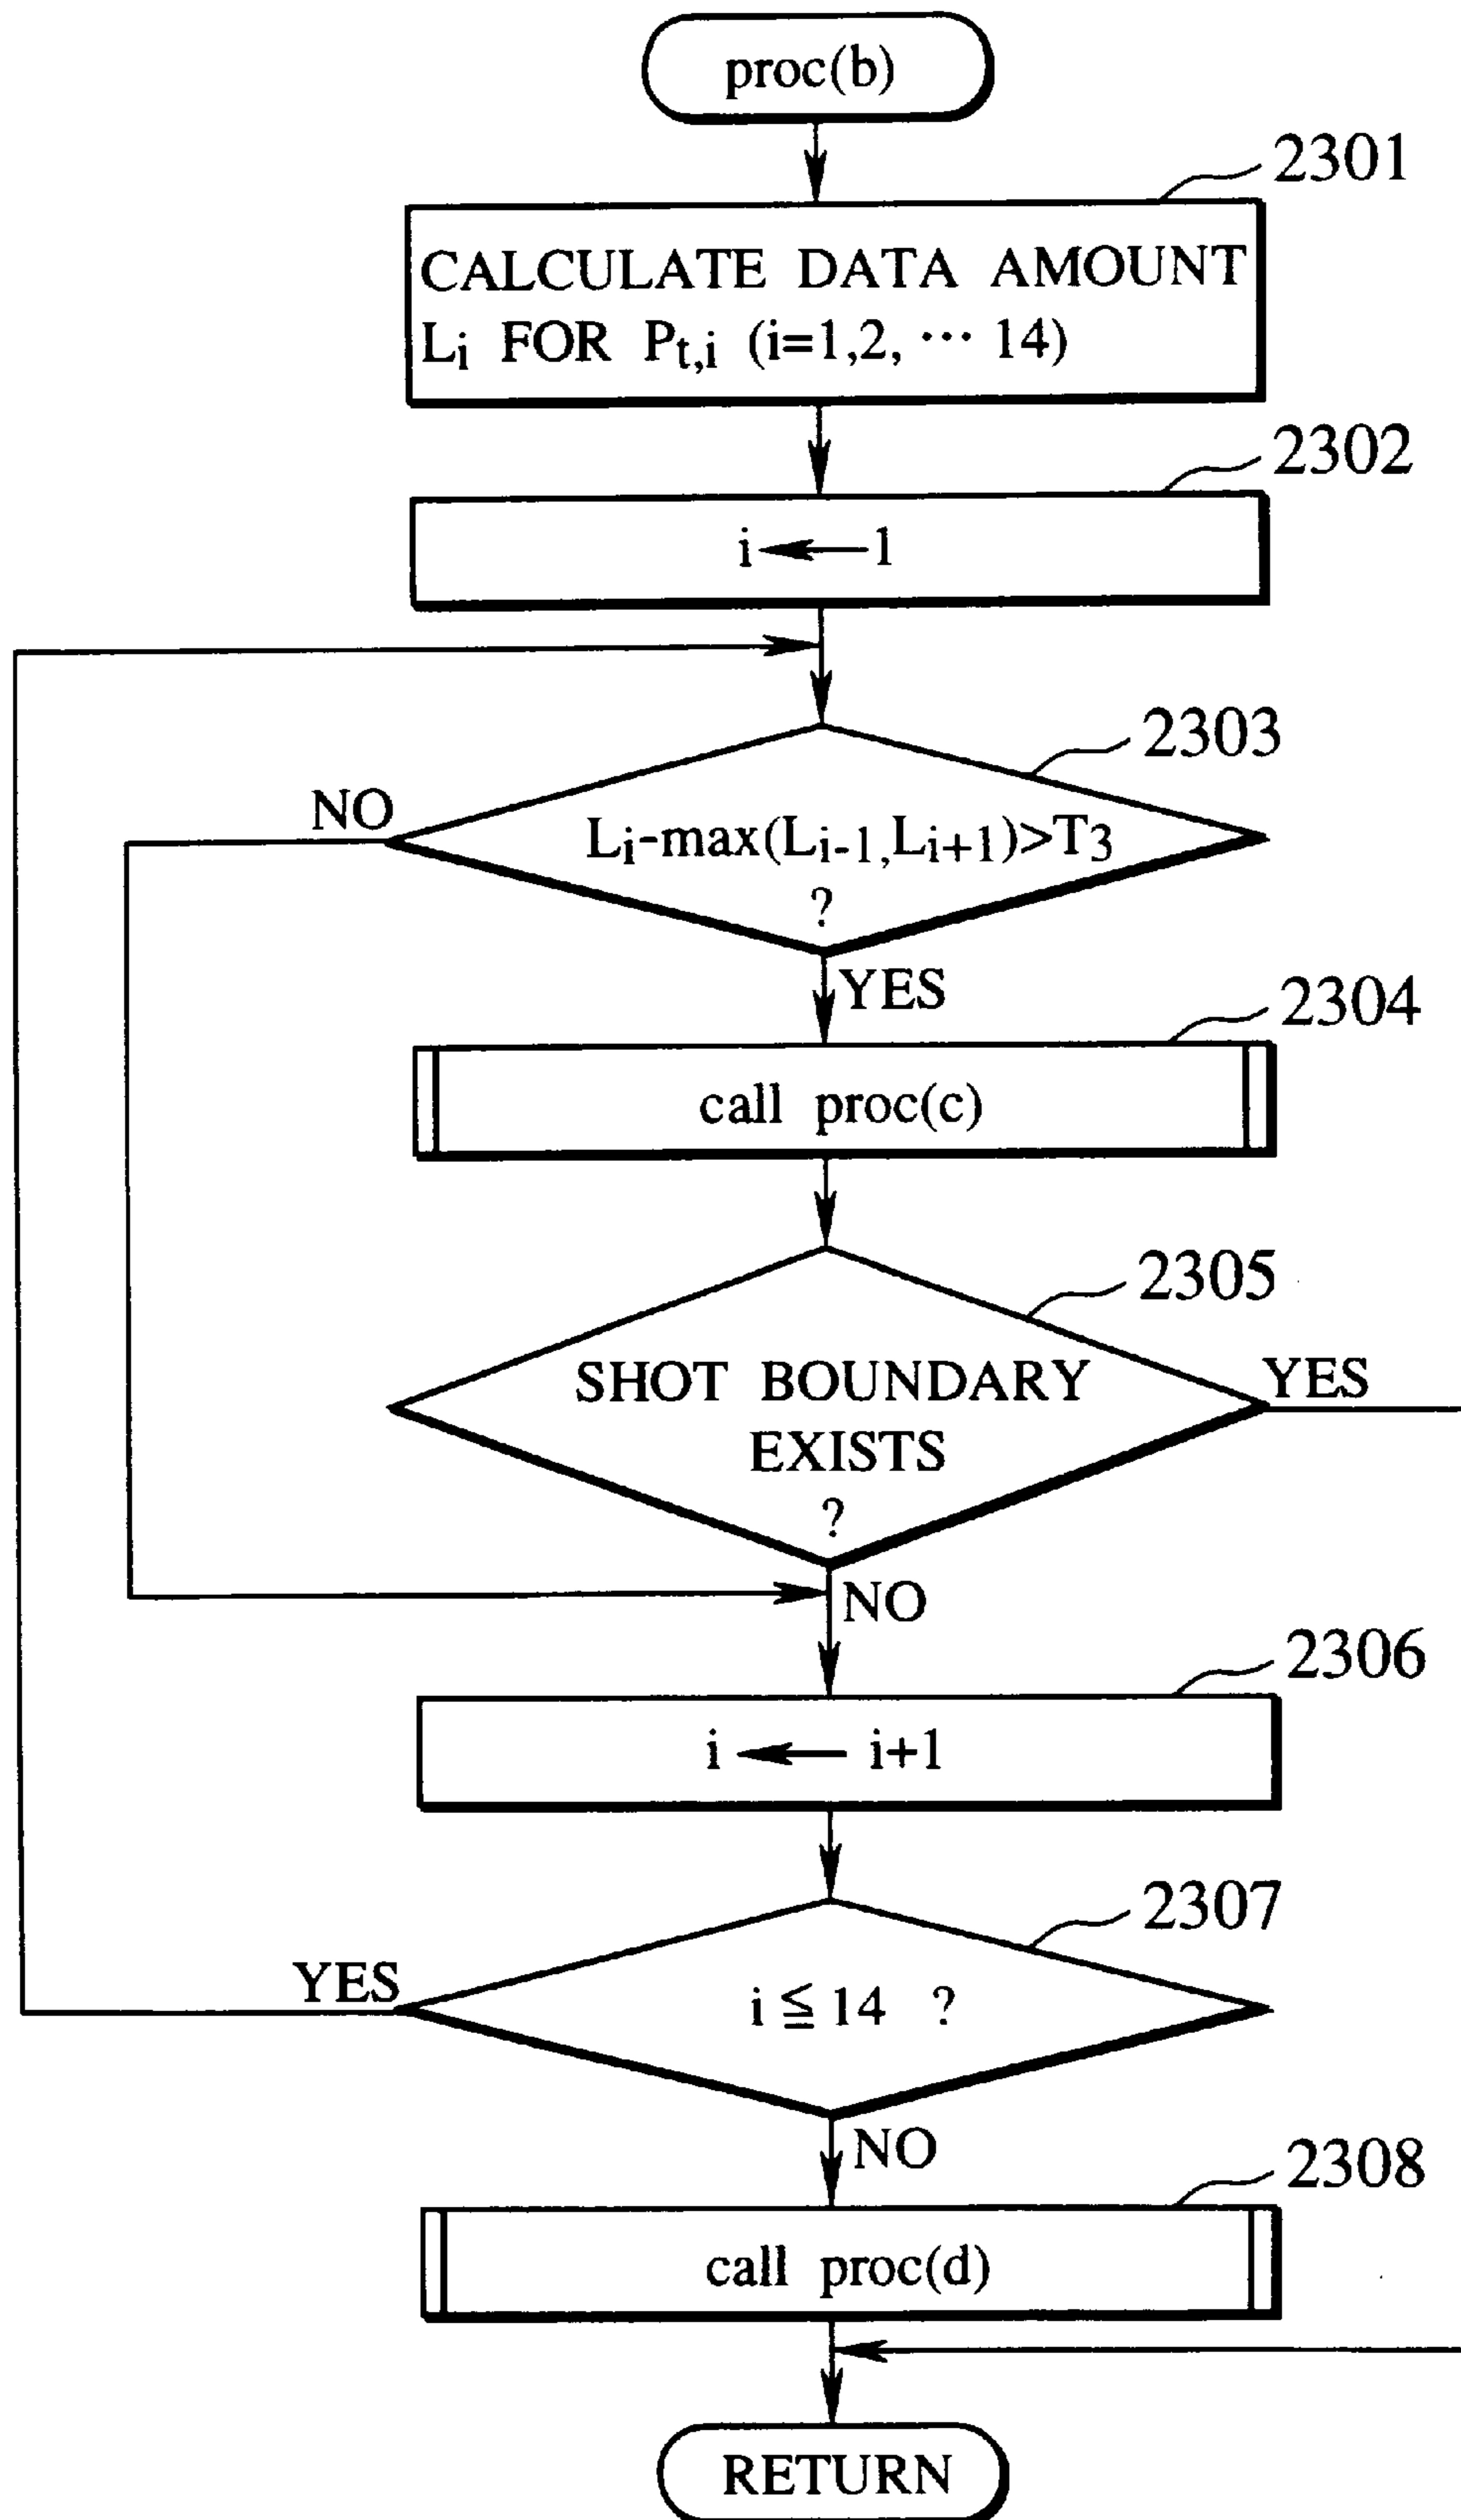 proc(b)
2301
CALCULATE DATA AMOUNT
Li FOR Pt,i (i=1,2, ··· 14)
2302
i←1
2303
NO
Li-max(Li-1,Li+1)>T3
?
YES
2304
call proc(c)
2305
SHOT BOUNDARY
EXISTS
?
YES
NO
2306
i ← i+1
2307
YES
i ≦ 14 ?
NO
2308
call proc(d)
RETURN